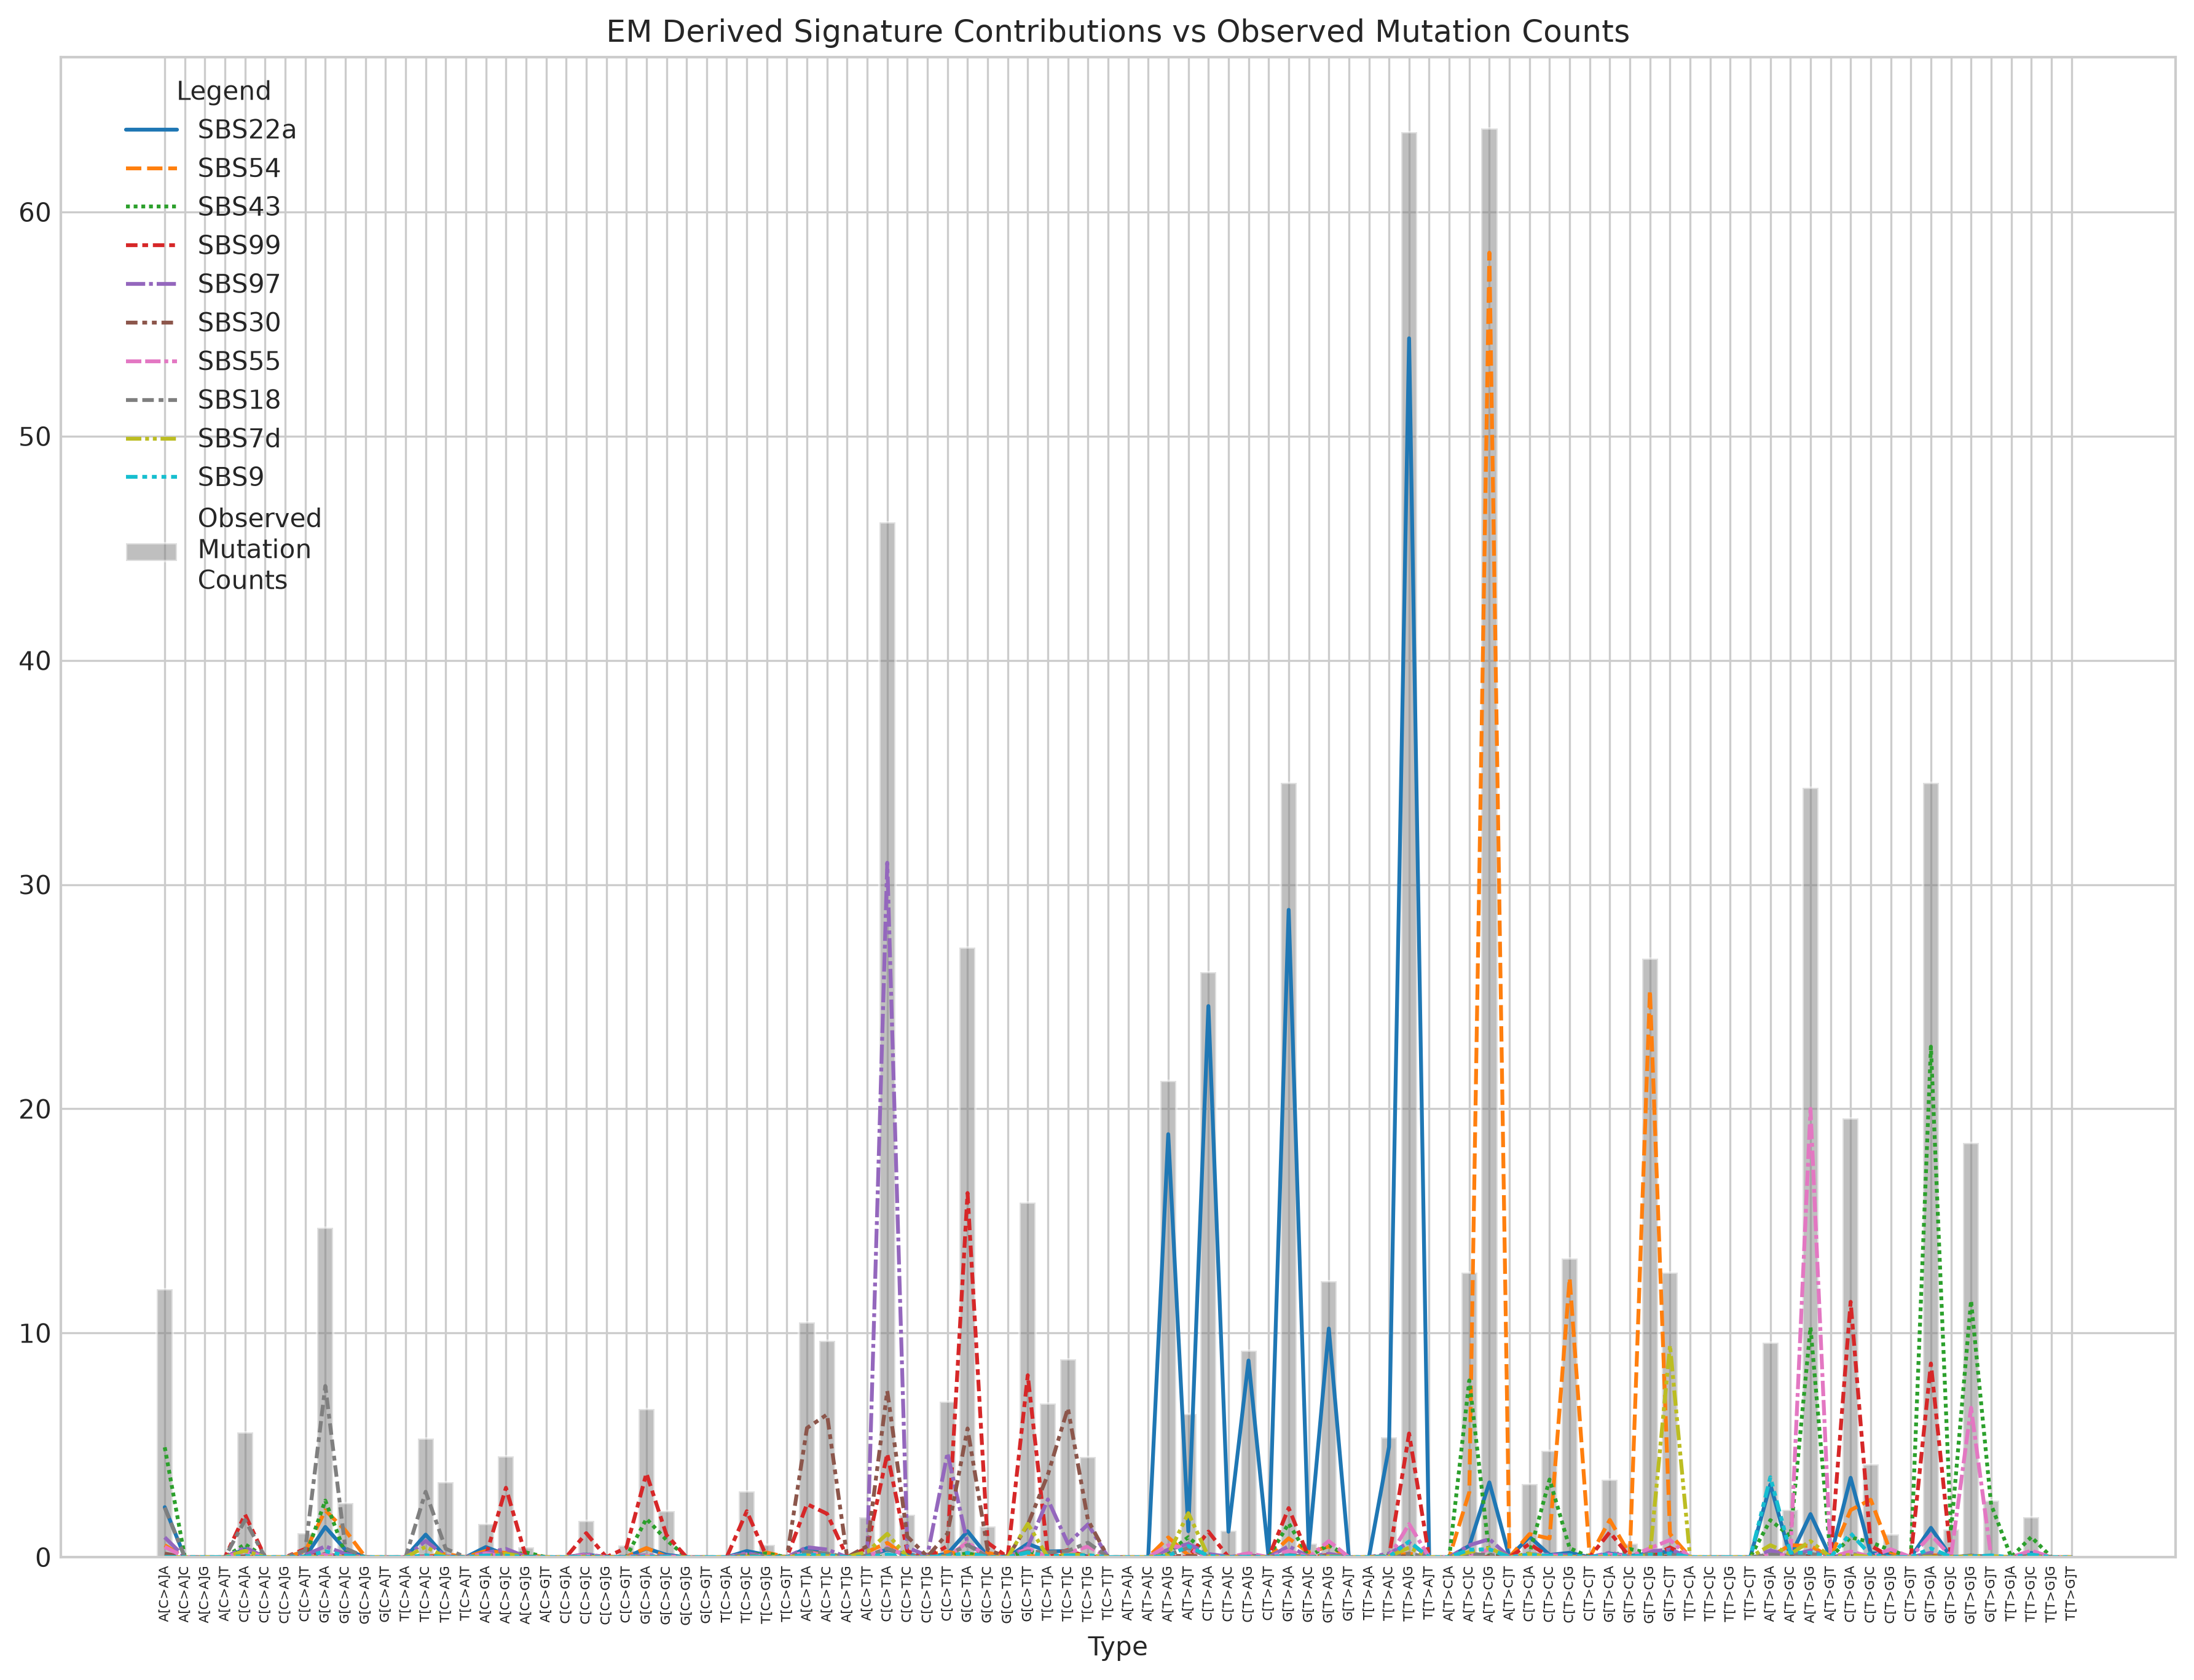 EM Derived Signature Contributions vs Observed Mutation Counts
Legend
SBS22a
SBS54
SBS43
SBS99
SBS97
SBS30
SBS55
SBS18
SBS7d
SBS9
Observed
Mutation
Counts
60
50
40
30
20
10
0
A[C>A]A
A[C>A]C
A[C>A]G
A[C>A]T
C[C>A]A
C[C>A]C
C[C>A]G
C[C>A]T
G[C>A]A
G[C>A]C
G[C>A]G
G[C>A]T
T[C>A]A
T[C>A]C
T[C>A]G
T[C>A]T
A[C>G]A
A[C>G]C
A[C>G]G
A[C>G]T
C[C>G]A
C[C>G]C
C[C>G]G
C[C>G]T
G[C>G]A
G[C>G]C
G[C>G]G
G[C>G]T
T[C>G]A
T[C>G]C
T[C>G]G
T[C>G]T
A[C>T]A
A[C>T]C
A[C>T]G
A[C>T]T
C[C>T]A
C[C>T]C
C[C>T]G
C[C>T]T
G[C>T]A
G[C>T]C
G[C>T]G
G[C>T]T
T[C>T]A
T[C>T]C
T[C>T]G
T[C>T]T
A[T>A]A
A[T>A]C
A[T>A]G
A[T>A]T
C[T>A]A
C[T>A]C
C[T>A]G
C[T>A]T
G[T>A]A
G[T>A]C
G[T>A]G
G[T>A]T
T[T>A]A
T[T>A]C
T[T>A]G
T[T>A]T
A[T>C]A
A[T>C]C
A[T>C]G
A[T>C]T
C[T>C]A
C[T>C]C
C[T>C]G
C[T>C]T
G[T>C]A
G[T>C]C
G[T>C]G
G[T>C]T
T[T>C]A
T[T>C]C
T[T>C]G
T[T>C]T
A[T>G]A
A[T>G]C
A[T>G]G
A[T>G]T
C[T>G]A
C[T>G]C
C[T>G]G
C[T>G]T
G[T>G]A
G[T>G]C
G[T>G]G
G[T>G]T
T[T>G]A
T[T>G]C
T[T>G]G
T[T>G]T
Type